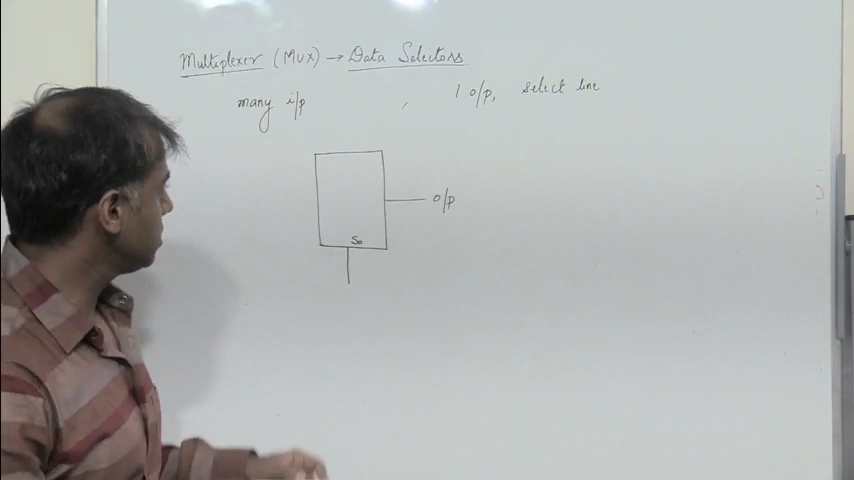 Multiplexer (MUX) → Data Selectors
many i/p , 1 o/p, select line
o/p
S0